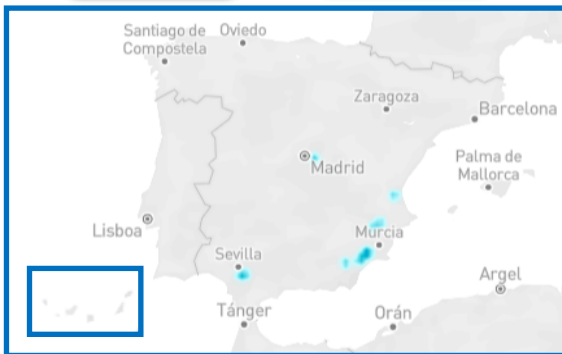 Santiago de
Compostela
Oviedo
Zaragoza
Barcelona
Madrid
Palma de
Mallorca
Lisboa
Murcia
Sevilla
Argel
Tánger
Orán